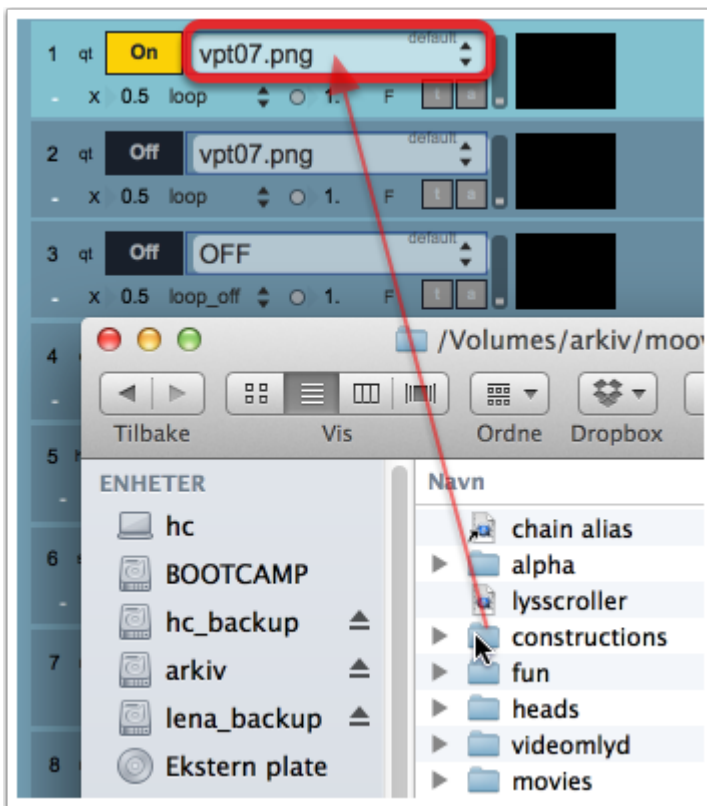 1 qt On vpt07.png default
- x 0.5 loop 1. F t a
2 qt Off vpt07.png default
- x 0.5 loop 1. F t a
3 qt Off OFF default
- x 0.5 loop_off 1. F t a
4
-
5
-
6
-
7
8
/Volumes/arkiv/moov
Tilbake Vis Ordne Dropbox
ENHETER
hc
BOOTCAMP
hc_backup
arkiv
lena_backup
Ekstern plate
Navn
chain alias
alpha
lysscroller
constructions
fun
heads
videomlyd
movies